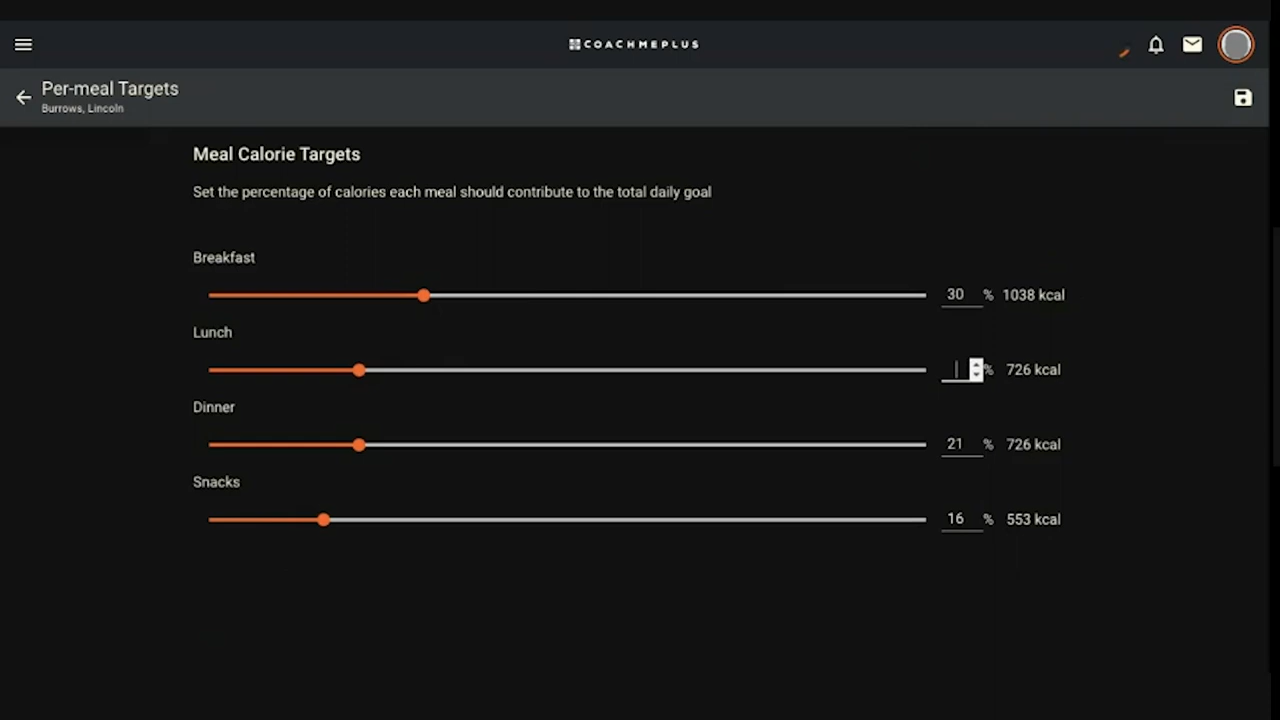 COACHMEPLUS
Per-meal Targets
Burrows, Lincoln
Meal Calorie Targets
Set the percentage of calories each meal should contribute to the total daily goal
Breakfast
30 % 1038 kcal
Lunch
% 726 kcal
Dinner
21 % 726 kcal
Snacks
16 % 553 kcal